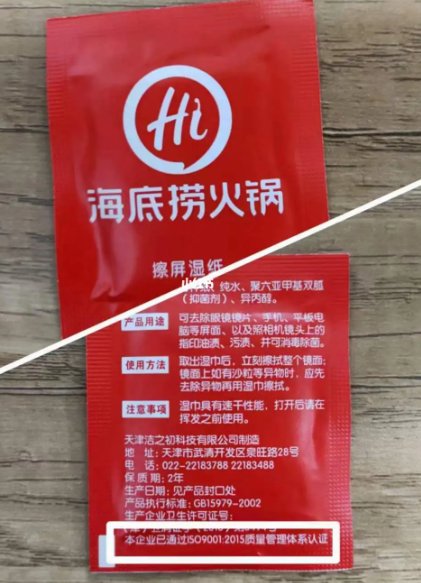 Hi
海底捞火锅
擦屏湿纸
小红书
纯水、聚六亚甲基双胍
(抑菌剂)、异丙醇。
产品用途
可去除眼镜镜片、手机、平板电
脑等屏面、以及照相机镜头上的
指印油渍、污渍、并可消毒除菌。
使用方法
取出湿巾后,立刻擦拭整个镜面;
镜面上如有沙粒等异物时,应先
去除异物再用湿巾擦拭。
注意事项
湿巾具有速干性能,打开后请在
挥发之前使用。
天津洁之初科技有限公司制造
地 址:天津市武清开发区泉旺路28号
电 话:022-22183788 22183488
保 质 期:2年
生产日期:见产品封口处
产品执行标准:GB15979-2002
生产企业卫生许可证号:
本企业已通过ISO9001:2015质量管理体系认证